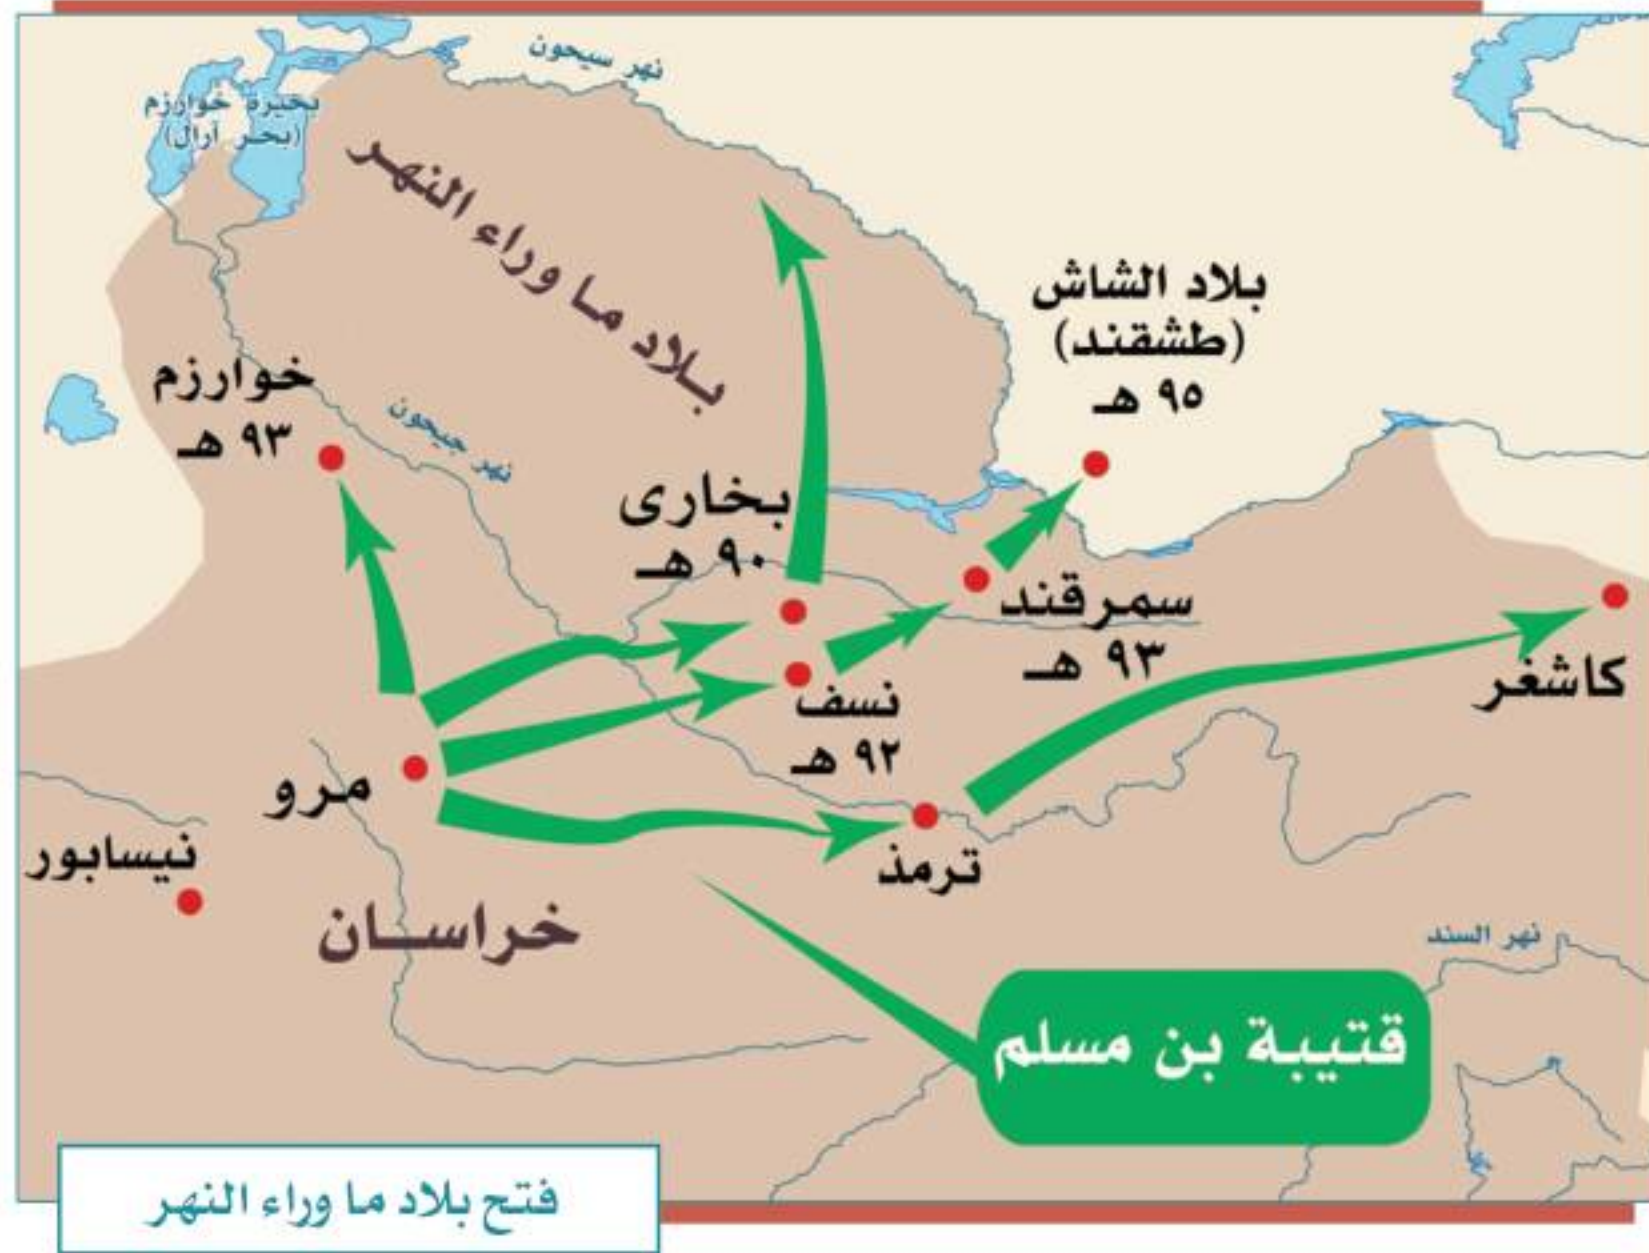 نهر سيحون
بحيرة خوارزم
(بحر آرال)
بلاد ما وراء النهر
بلاد الشاش
(طشقند)
٩٥ هـ
خوارزم
٩٣ هـ
نهر جيحون
بخارى
٩٠ هـ
سمرقند
٩٣ هـ
كاشغر
نسف
٩٢ هـ
مرو
ترمذ
نيسابور
خراسان
نهر السند
قتيبة بن مسلم
فتح بلاد ما وراء النهر